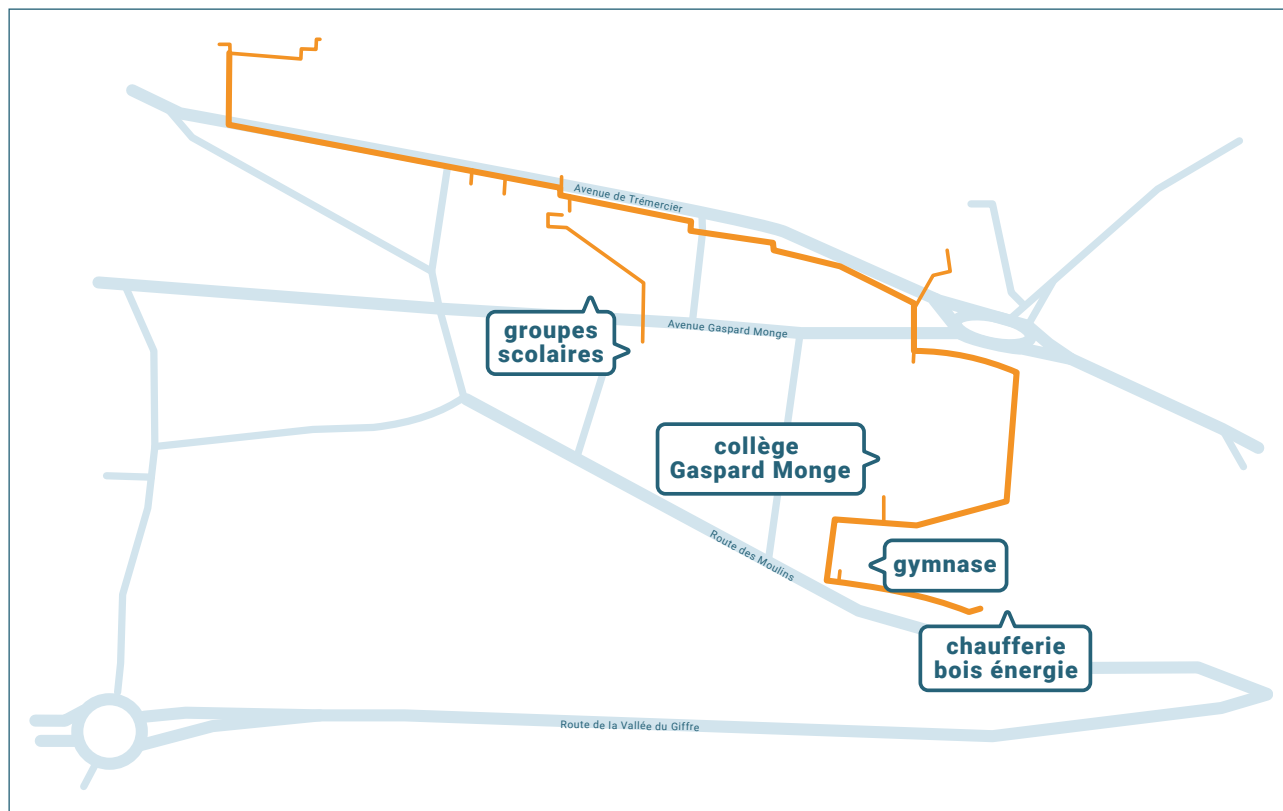 Avenue de Trémercier
groupes
scolaires
Avenue Gaspard Monge
collège
Gaspard Monge
Route des Moulins
gymnase
chaufferie
bois énergie
Route de la Vallée du Giffre